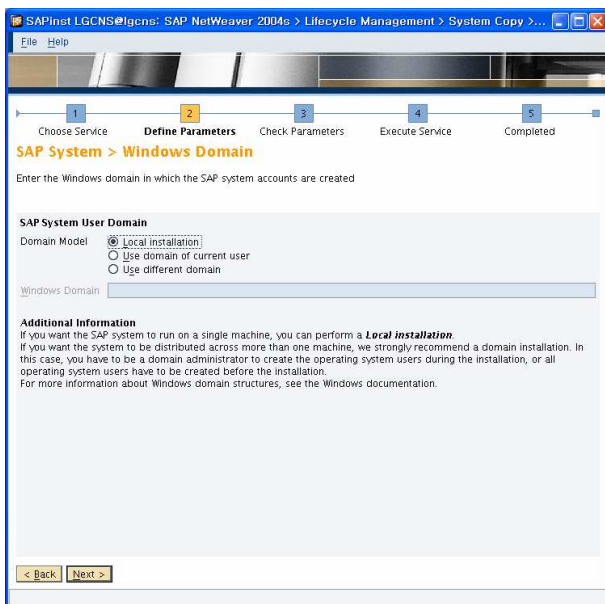 SAPinst LGCNS@lgcns: SAP NetWeaver 2004s > Lifecycle Management > System Copy >...
File Help
1 2 3 4 5
Choose Service Define Parameters Check Parameters Execute Service Completed
SAP System > Windows Domain
Enter the Windows domain in which the SAP system accounts are created
SAP System User Domain
Domain Model Local installation
Use domain of current user
Use different domain
Windows Domain
Additional Information
If you want the SAP system to run on a single machine, you can perform a Local installation.
If you want the system to be distributed across more than one machine, we strongly recommend a domain installation. In
this case, you have to be a domain administrator to create the operating system users during the installation, or all
operating system users have to be created before the installation.
For more information about Windows domain structures, see the Windows documentation.
< Back Next >